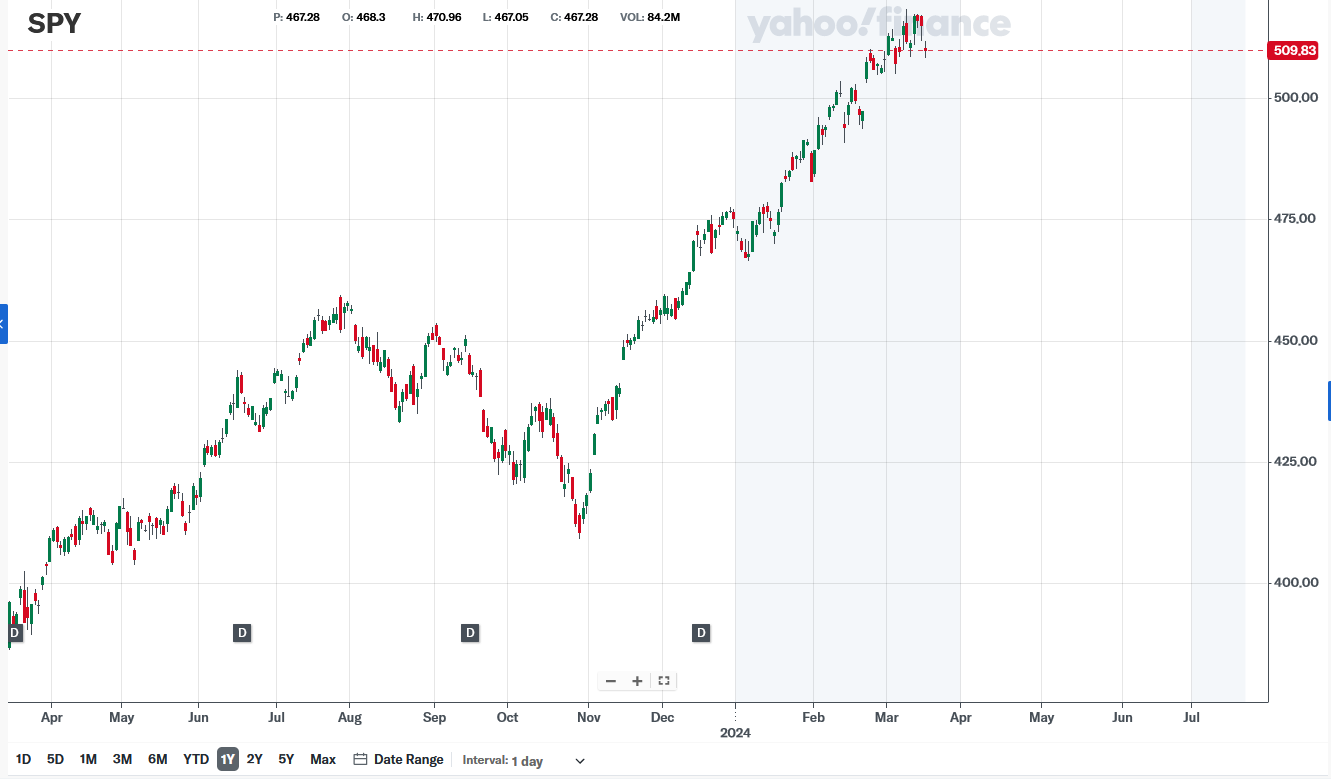 SPY
P: 467.28 O: 468.3 H: 470.96 L: 467.05 C: 467.28 VOL: 84.2M
yahoo!finance
509.83
500.00
475.00
450.00
425.00
400.00
D D D D
Apr May Jun Jul Aug Sep Oct Nov Dec Feb Mar Apr May Jun Jul
2024
1D 5D 1M 3M 6M YTD 1Y 2Y 5Y Max Date Range Interval: 1 day